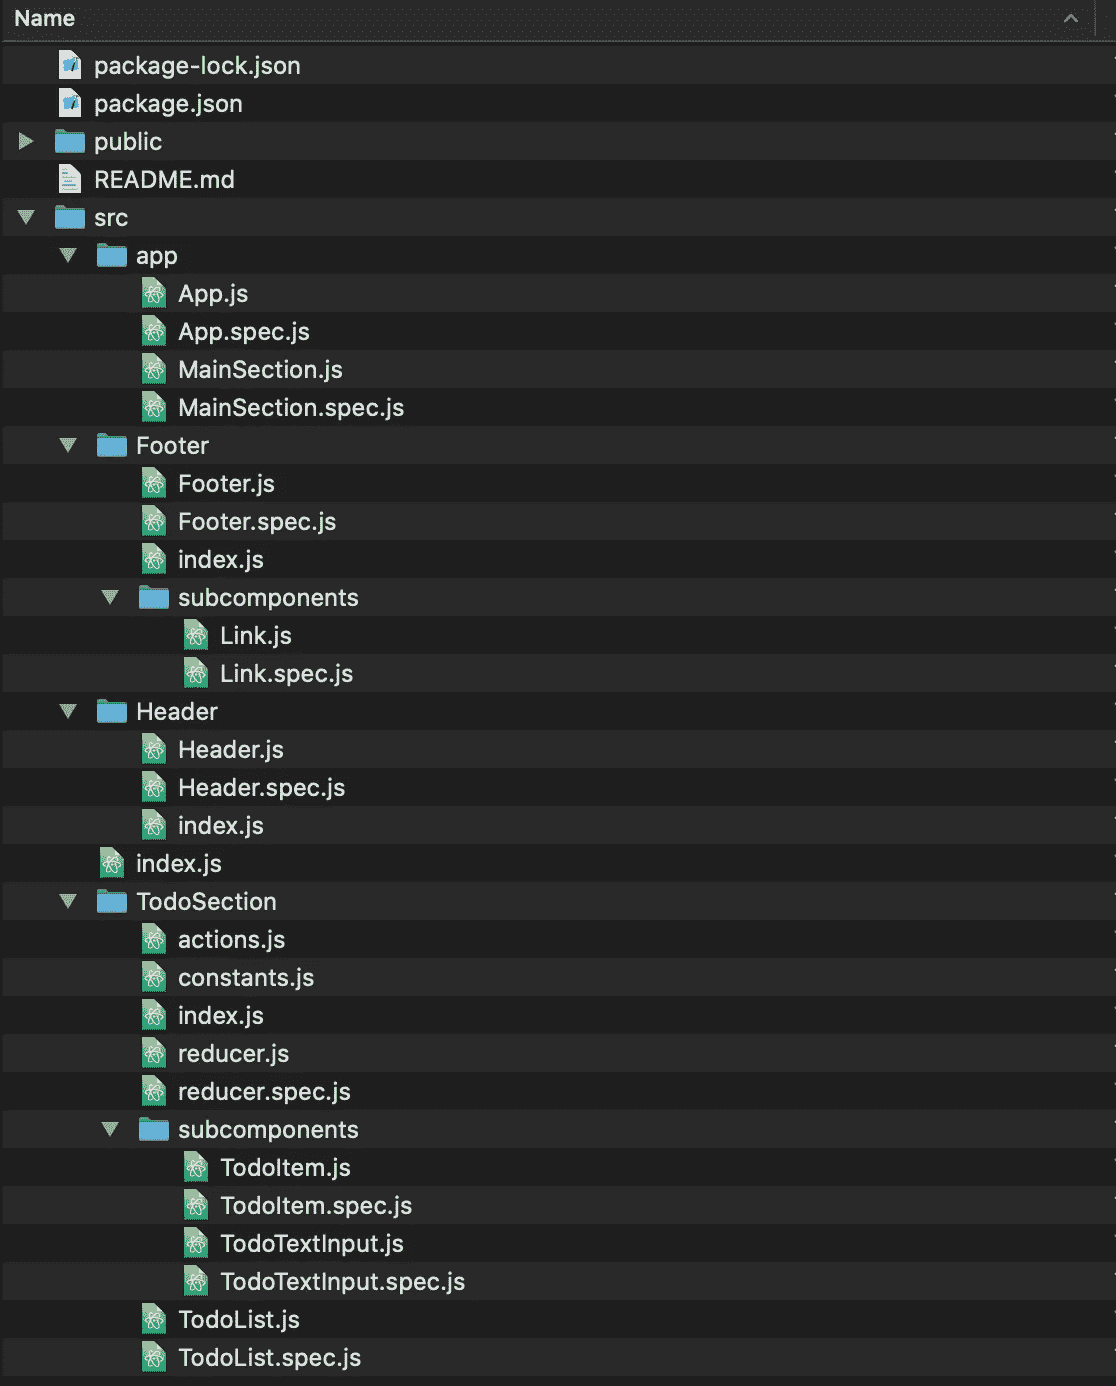 Name
package-lock.json
package.json
public
README.md
src
app
App.js
App.spec.js
MainSection.js
MainSection.spec.js
Footer
Footer.js
Footer.spec.js
index.js
subcomponents
Link.js
Link.spec.js
Header
Header.js
Header.spec.js
index.js
index.js
TodoSection
actions.js
constants.js
index.js
reducer.js
reducer.spec.js
subcomponents
TodoItem.js
TodoItem.spec.js
TodoTextInput.js
TodoTextInput.spec.js
TodoList.js
TodoList.spec.js